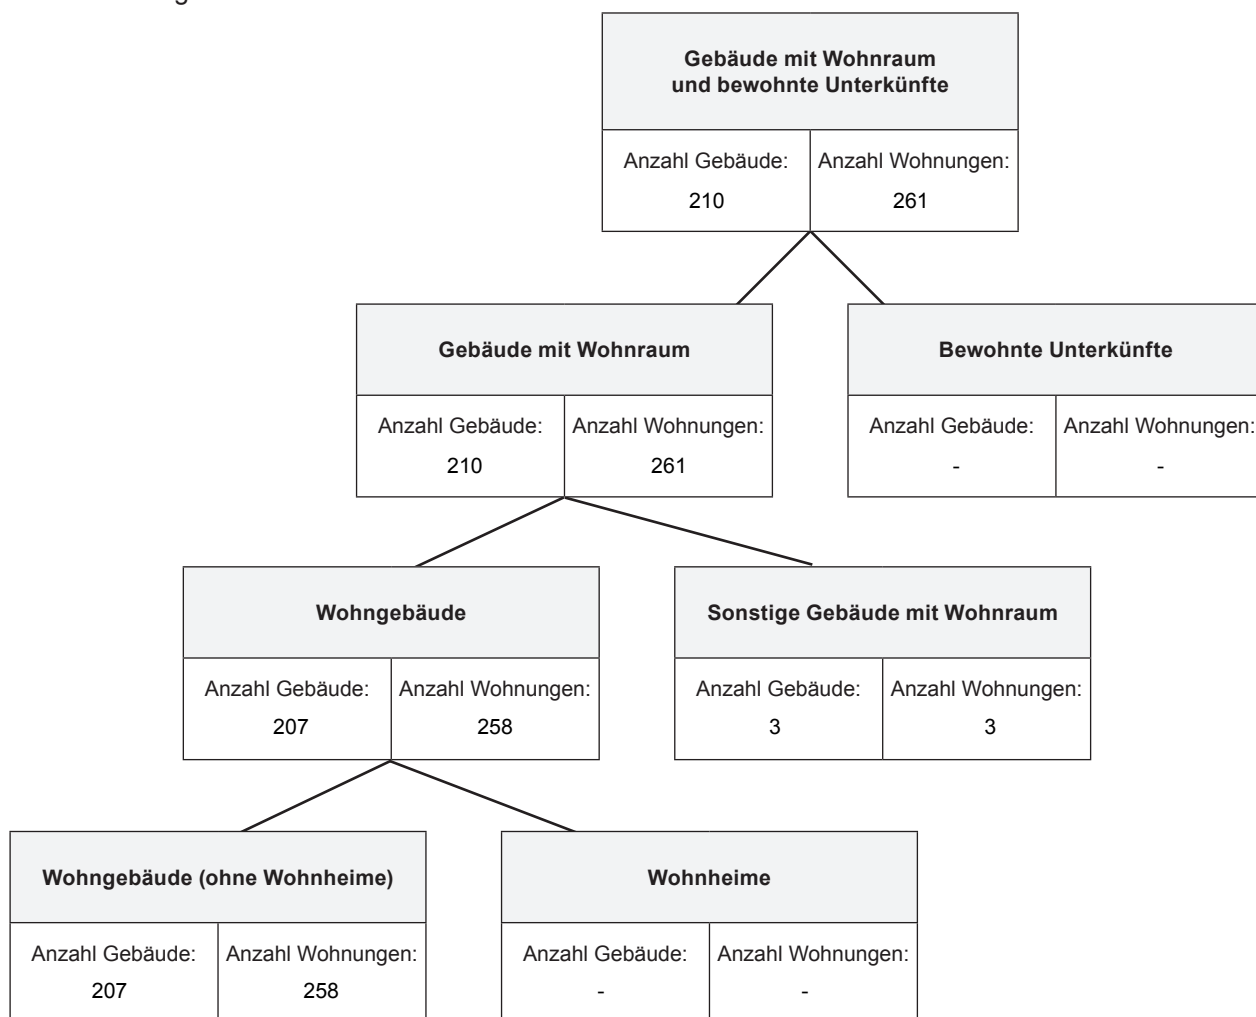 Gebäude mit Wohnraum
und bewohnte Unterkünfte
Anzahl Gebäude: Anzahl Wohnungen:
210 261
Gebäude mit Wohnraum Bewohnte Unterkünfte
Anzahl Gebäude: Anzahl Wohnungen: Anzahl Gebäude: Anzahl Wohnungen:
210 261 - -
Wohngebäude Sonstige Gebäude mit Wohnraum
Anzahl Gebäude: Anzahl Wohnungen: Anzahl Gebäude: Anzahl Wohnungen:
207 258 3 3
Wohngebäude (ohne Wohnheime) Wohnheime
Anzahl Gebäude: Anzahl Wohnungen: Anzahl Gebäude: Anzahl Wohnungen:
207 258 - -